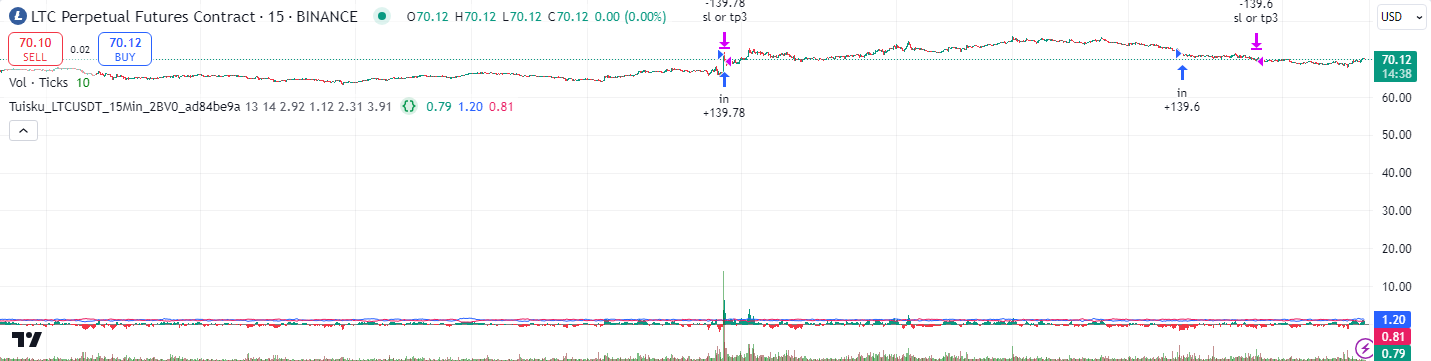 LTC Perpetual Futures Contract · 15 · BINANCE
O70.12 H70.12 L70.12 C70.12 0.00 (0.00%)
-139.78
sl or tp3
-139.6
sl or tp3
USD
70.10
SELL
0.02
70.12
BUY
70.12
14:38
Vol · Ticks 10
Tuisku_LTCUSDT_15Min_2BV0_ad84be9a 13 14 2.92 1.12 2.31 3.91 {} 0.79 1.20 0.81
in
+139.78
in
+139.6
60.00
50.00
40.00
30.00
20.00
10.00
1.20
0.81
0.79